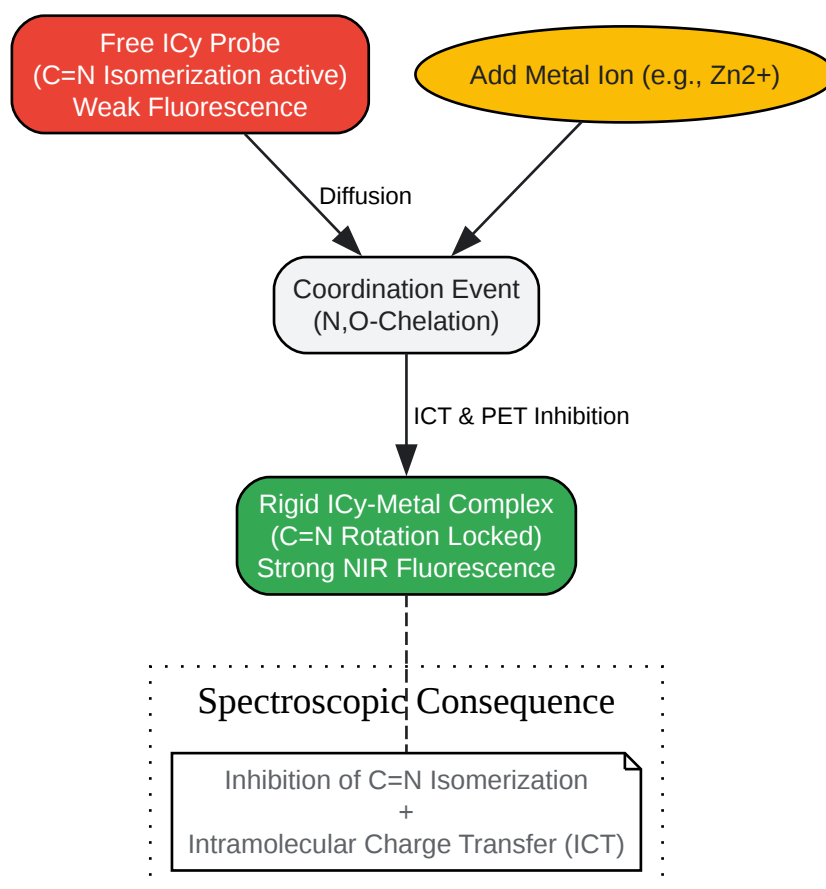 Free ICy Probe
(C=N Isomerization active)
Weak Fluorescence
Add Metal Ion (e.g., Zn2+)
Diffusion
Coordination Event
(N,O-Chelation)
ICT & PET Inhibition
Rigid ICy-Metal Complex
(C=N Rotation Locked)
Strong NIR Fluorescence
Spectroscopic Consequence
Inhibition of C=N Isomerization
+
Intramolecular Charge Transfer (ICT)